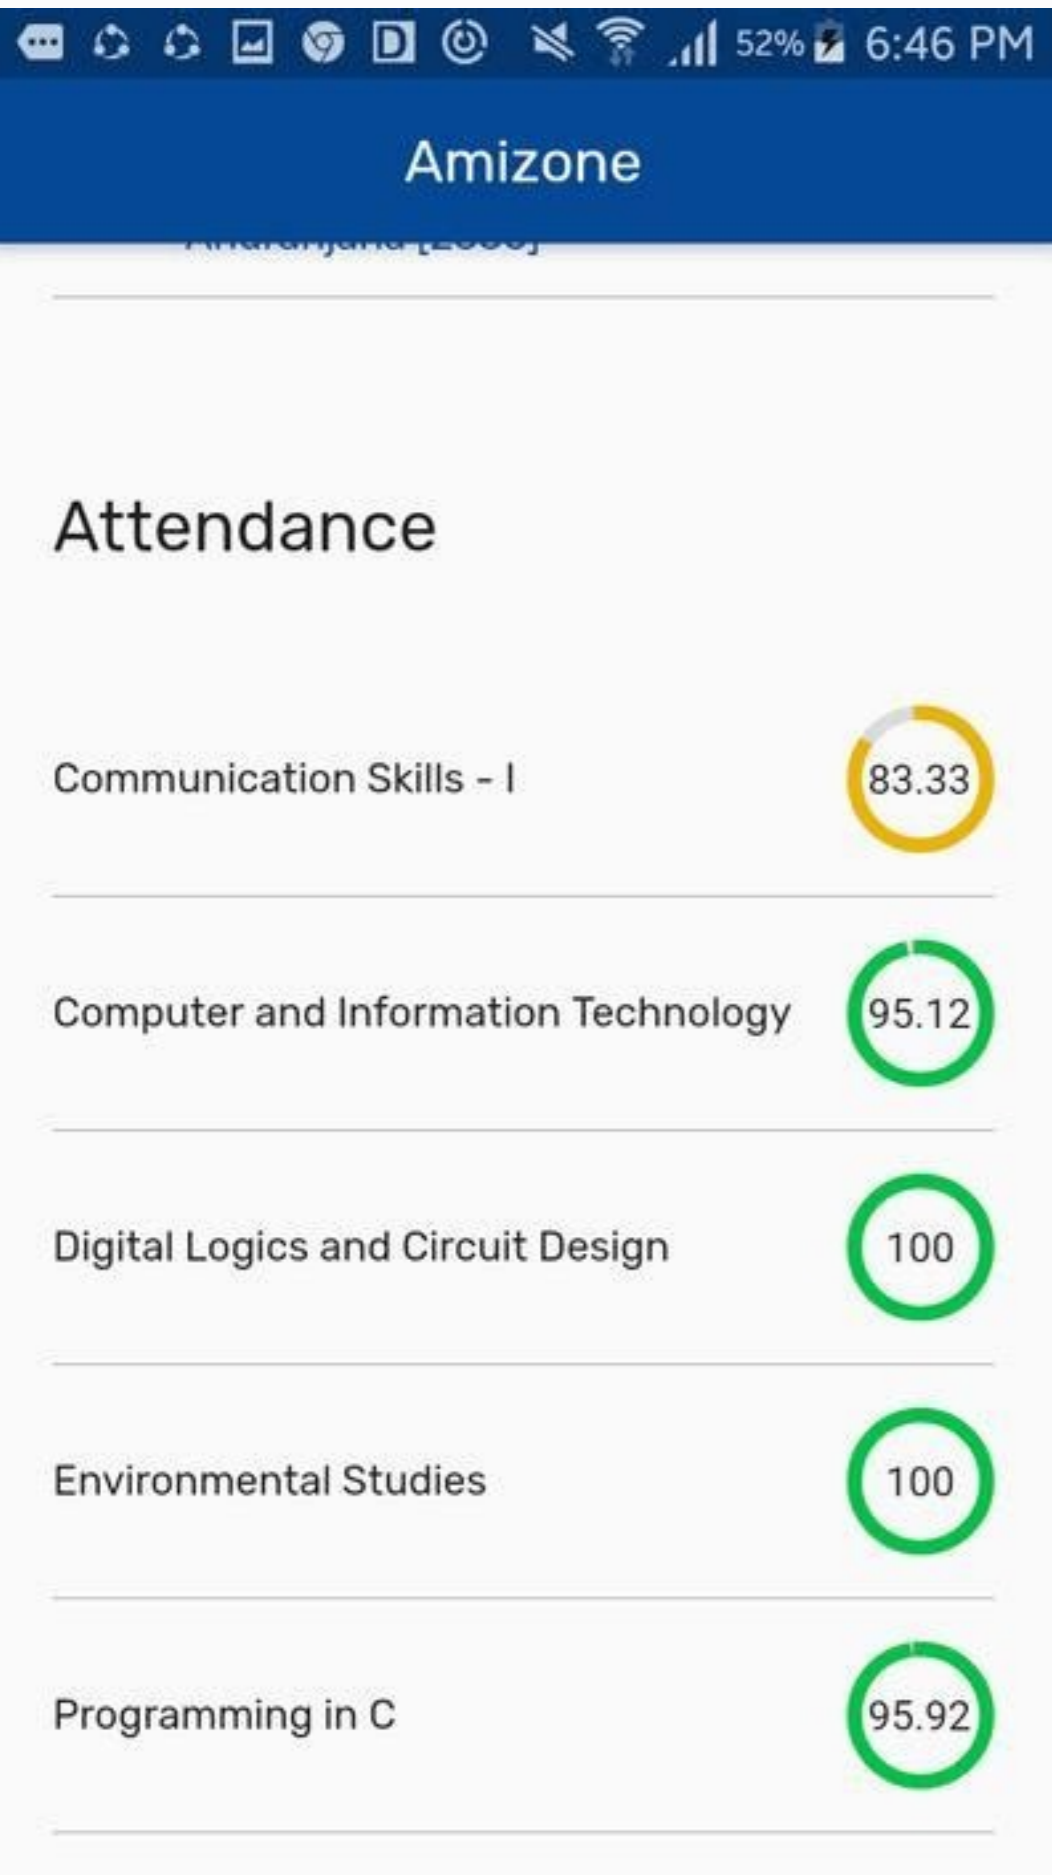 52% 6:46 PM
Amizone
Attendance
Communication Skills - I
83.33
Computer and Information Technology
95.12
Digital Logics and Circuit Design
100
Environmental Studies
100
Programming in C
95.92